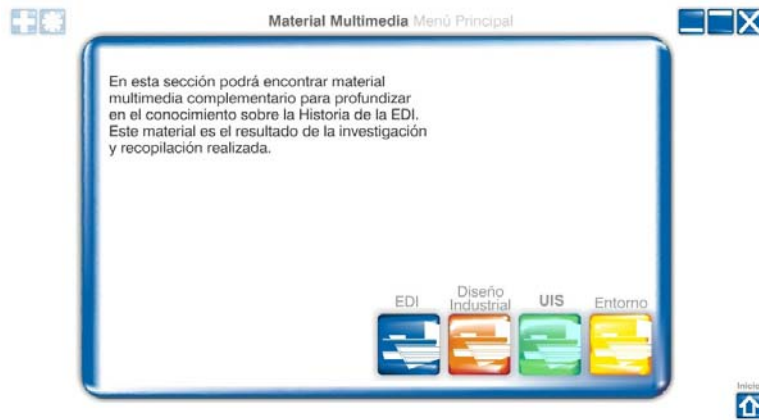 Material Multimedia Menú Principal
En esta sección podrá encontrar material
multimedia complementario para profundizar
en el conocimiento sobre la Historia de la EDI.
Este material es el resultado de la investigación
y recopilación realizada.
EDI
Diseño
Industrial
UIS
Entorno
Inicio